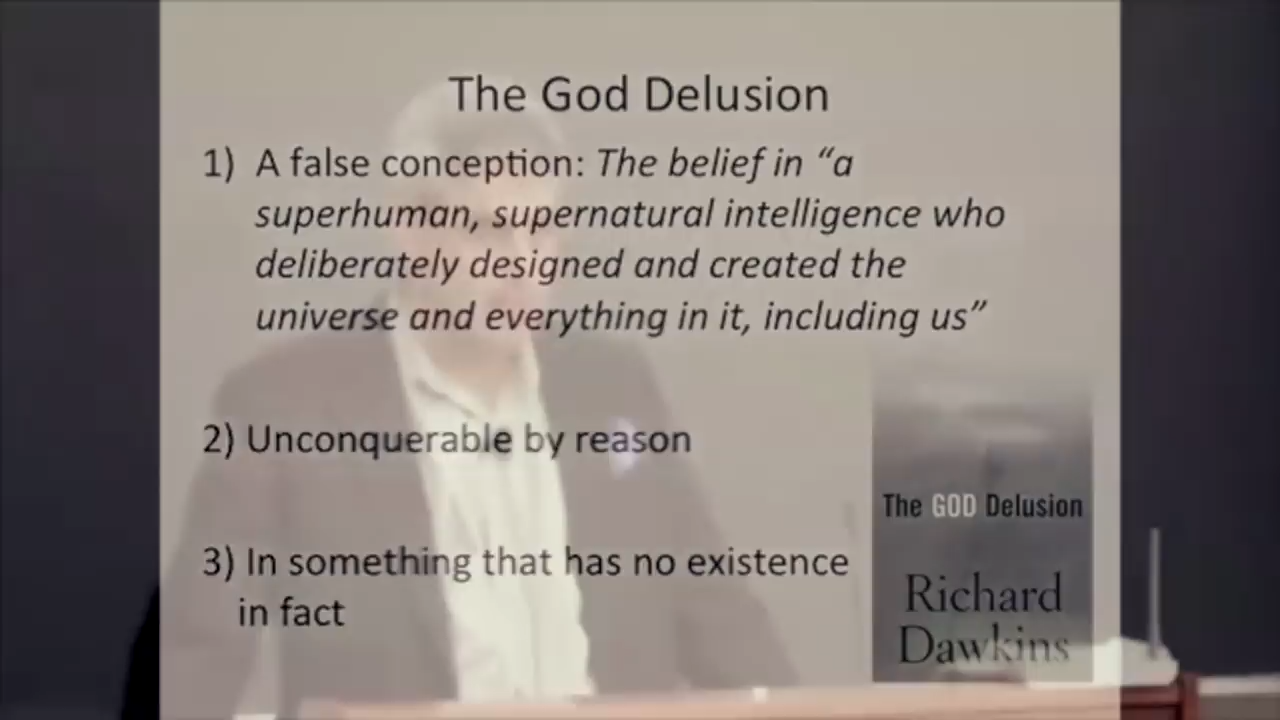 The God Delusion
1) A false conception: The belief in “a
superhuman, supernatural intelligence who
deliberately designed and created the
universe and everything in it, including us”
2) Unconquerable by reason
3) In something that has no existence
in fact
The GOD Delusion
Richard
Dawkins